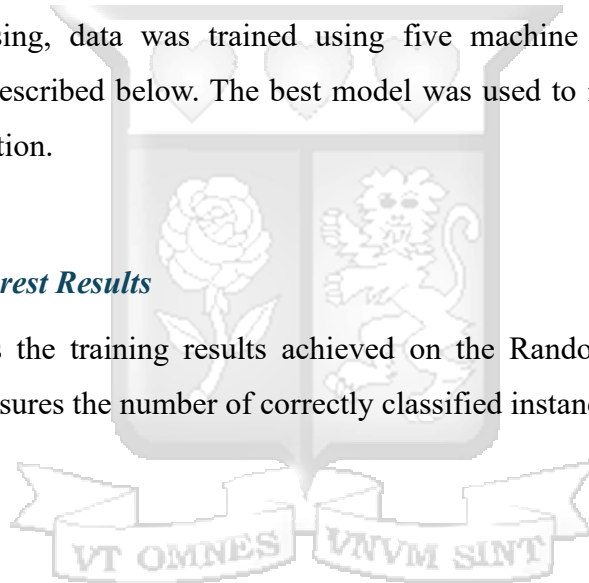 sing, data was trained using five machine
escribed below. The best model was used to
tion.
rest Results
s the training results achieved on the Rando
sures the number of correctly classified instan
VT OMNES VNVM SINT